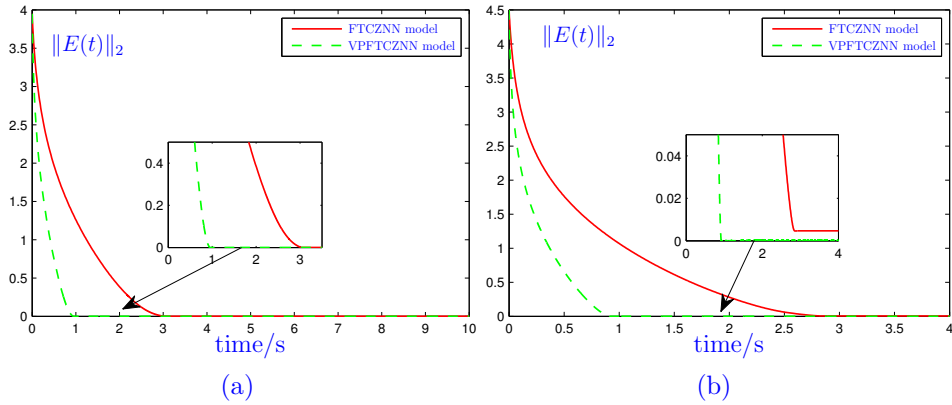 4
3.5
3
2.5
2
1.5
1
0.5
0
‖E(t)‖₂
FTCZNN model
VPFTCZNN model
0.4
0.2
0
0 1 2 3
0 1 2 3 4 5 6 7 8 9 10
time/s
(a)
4.5
4
3.5
3
2.5
2
1.5
1
0.5
0
‖E(t)‖₂
FTCZNN model
VPFTCZNN model
0.04
0.02
0
0 2 4
0 0.5 1 1.5 2 2.5 3 3.5 4
time/s
(b)